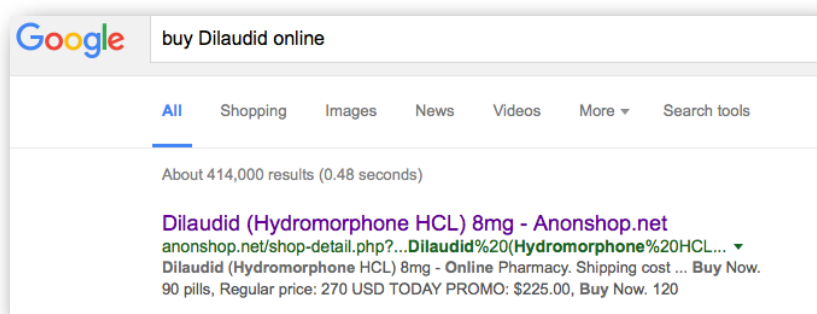 Google
buy Dilaudid online
All Shopping Images News Videos More Search tools
About 414,000 results (0.48 seconds)
Dilaudid (Hydromorphone HCL) 8mg - Anonshop.net
anonshop.net/shop-detail.php?...Dilaudid%20(Hydromorphone%20HCL...
Dilaudid (Hydromorphone HCL) 8mg - Online Pharmacy. Shipping cost ... Buy Now.
90 pills, Regular price: 270 USD TODAY PROMO: $225.00, Buy Now. 120